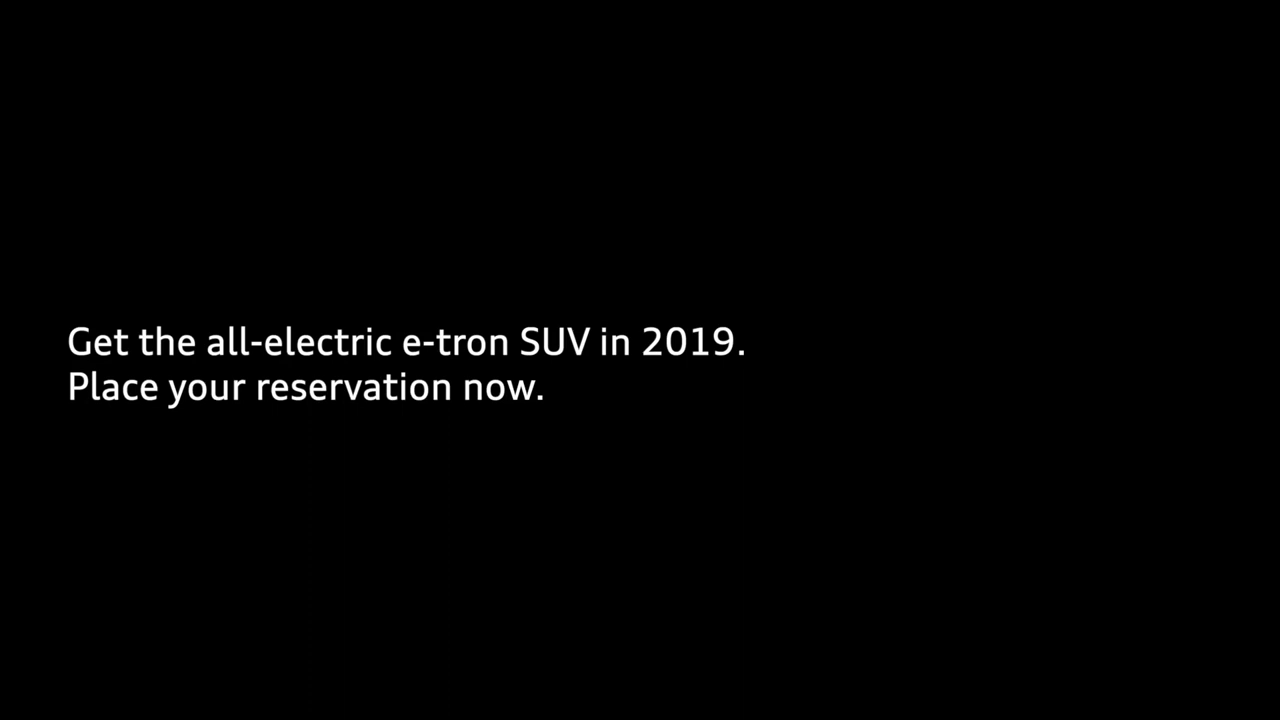 Get the all-electric e-tron SUV in 2019.
Place your reservation now.